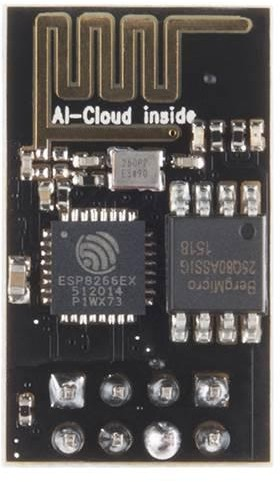 AI-Cloud inside
ESP8266EX
512014
P1WX73
BergMicro
25Q80ASSIG
1518